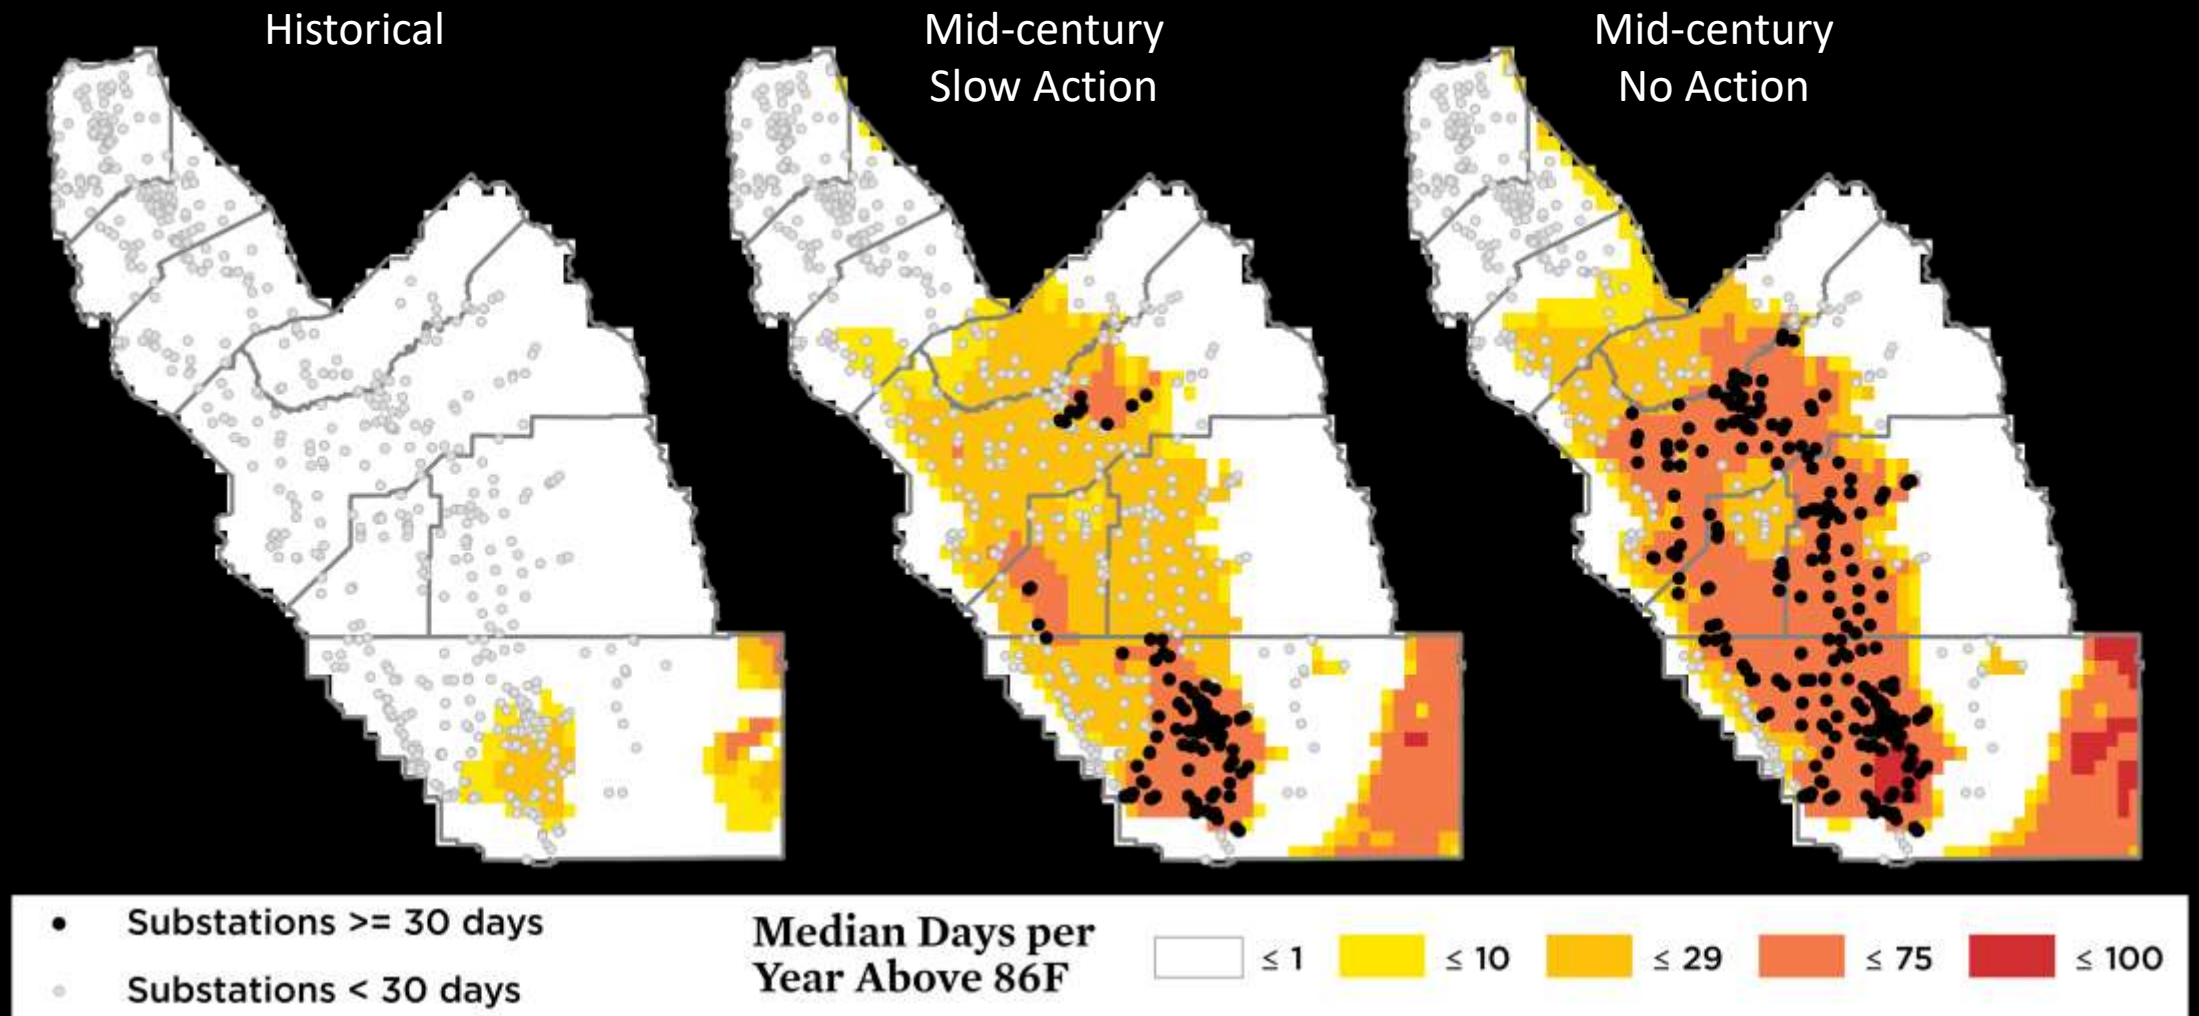 Historical
Mid-century
Slow Action
Mid-century
No Action
Substations >= 30 days
Substations < 30 days
Median Days per
Year Above 86F
≤ 1
≤ 10
≤ 29
≤ 75
≤ 100